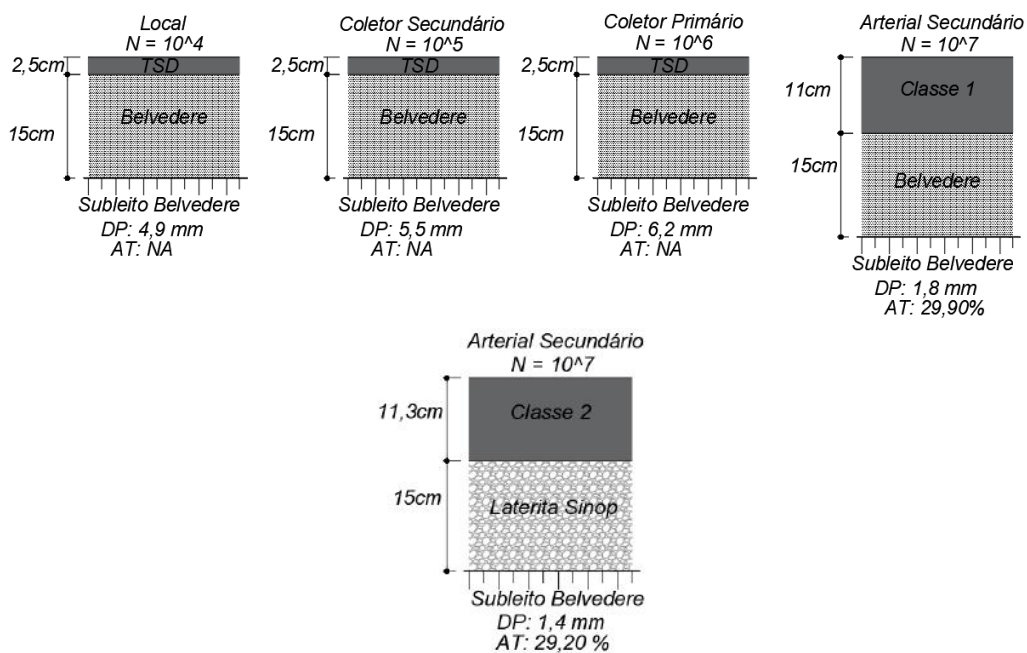 Local
N = 10^4
2,5cm
TSD
Belvedere
15cm
Subleito Belvedere
DP: 4,9 mm
AT: NA
Coletor Secundário
N = 10^5
2,5cm
TSD
Belvedere
15cm
Subleito Belvedere
DP: 5,5 mm
AT: NA
Coletor Primário
N = 10^6
2,5cm
TSD
Belvedere
15cm
Subleito Belvedere
DP: 6,2 mm
AT: NA
Arterial Secundário
N = 10^7
11cm
Classe 1
15cm
Belvedere
Subleito Belvedere
DP: 1,8 mm
AT: 29,90%
Arterial Secundário
N = 10^7
11,3cm
Classe 2
15cm
Laterita Sinop
Subleito Belvedere
DP: 1,4 mm
AT: 29,20 %